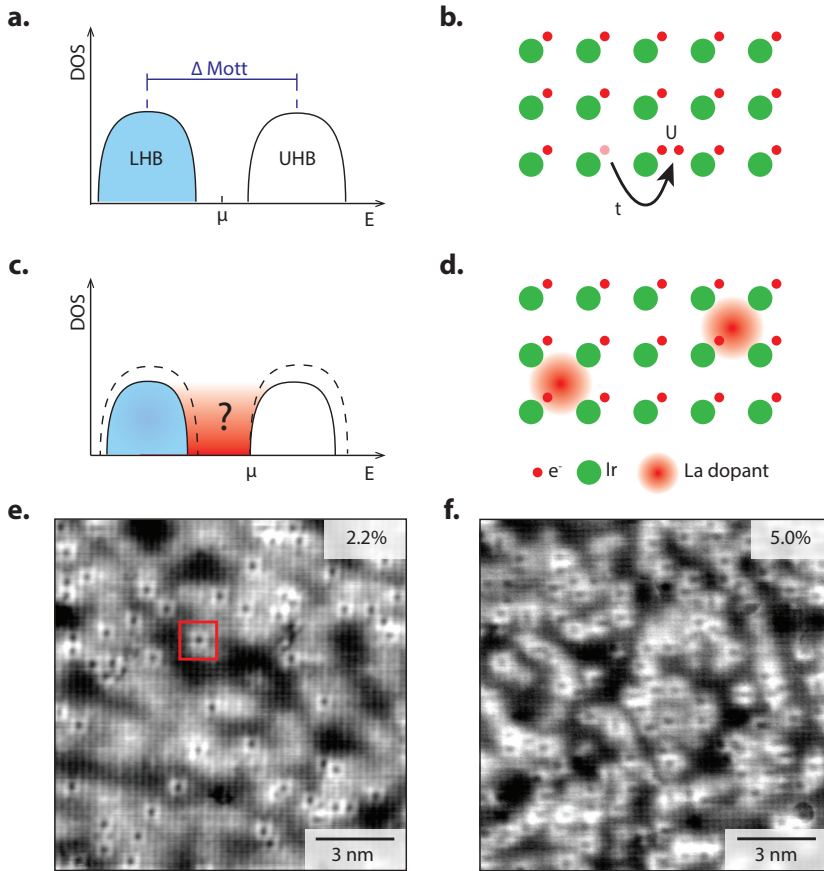 a.
DOS
Δ Mott
LHB
UHB
μ
E
b.
U
t
c.
DOS
?
μ
E
d.
e⁻
Ir
La dopant
e.
2.2%
3 nm
f.
5.0%
3 nm